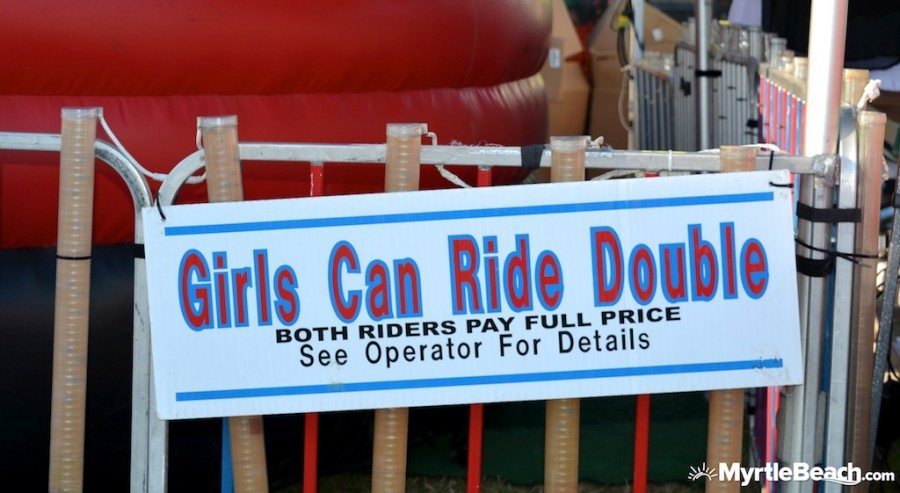 Girls Can Ride Double
BOTH RIDERS PAY FULL PRICE
See Operator For Details
MyrtleBeach.com